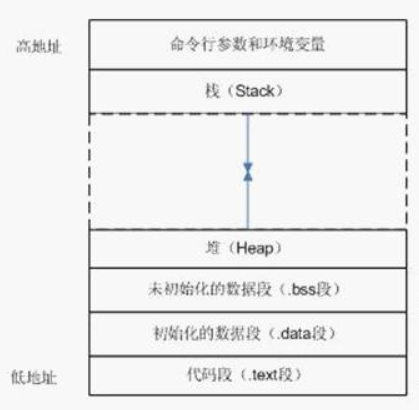 高地址
命令行参数和环境变量
栈（Stack）
堆（Heap）
未初始化的数据段（.bss段）
初始化的数据段（.data段）
低地址
代码段（.text段）